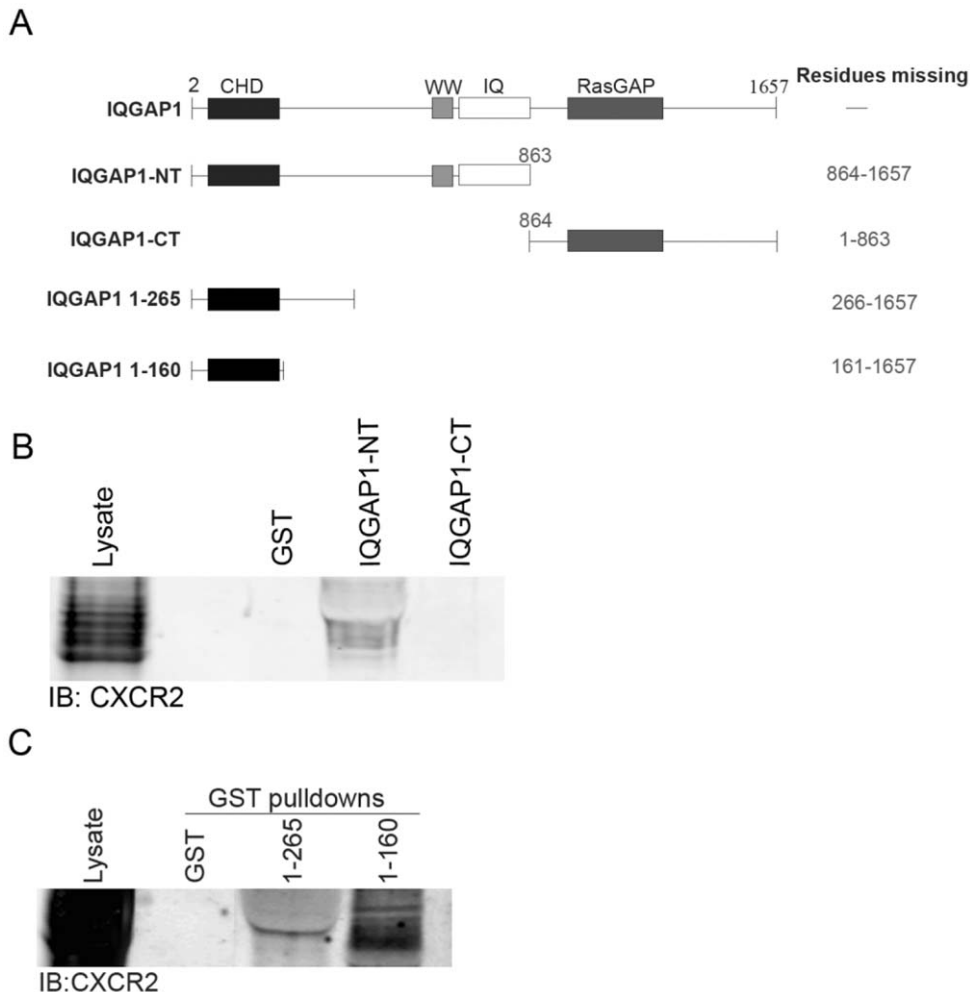 A
2 CHD WW IQ RasGAP 1657 Residues missing
IQGAP1 —
IQGAP1-NT 863 864-1657
IQGAP1-CT 864 1-863
IQGAP1 1-265 266-1657
IQGAP1 1-160 161-1657
B
Lysate GST IQGAP1-NT IQGAP1-CT
IB: CXCR2
C
GST pulldowns
Lysate GST 1-265 1-160
IB:CXCR2